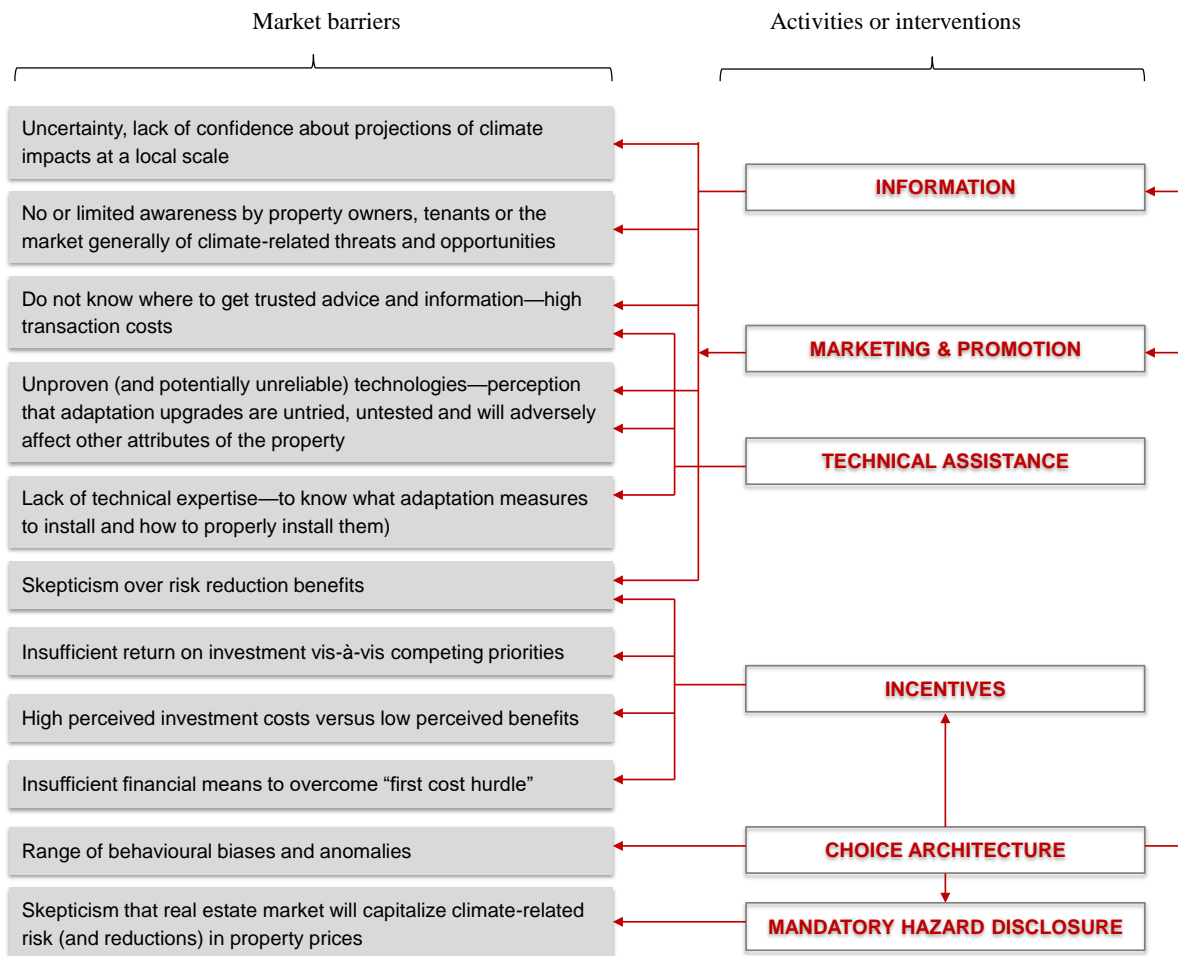 Market barriers
Activities or interventions
Uncertainty, lack of confidence about projections of climate
impacts at a local scale
No or limited awareness by property owners, tenants or the
market generally of climate-related threats and opportunities
Do not know where to get trusted advice and information—high
transaction costs
Unproven (and potentially unreliable) technologies—perception
that adaptation upgrades are untried, untested and will adversely
affect other attributes of the property
Lack of technical expertise—to know what adaptation measures
to install and how to properly install them)
Skepticism over risk reduction benefits
Insufficient return on investment vis-à-vis competing priorities
High perceived investment costs versus low perceived benefits
Insufficient financial means to overcome “first cost hurdle”
Range of behavioural biases and anomalies
Skepticism that real estate market will capitalize climate-related
risk (and reductions) in property prices
INFORMATION
MARKETING & PROMOTION
TECHNICAL ASSISTANCE
INCENTIVES
CHOICE ARCHITECTURE
MANDATORY HAZARD DISCLOSURE